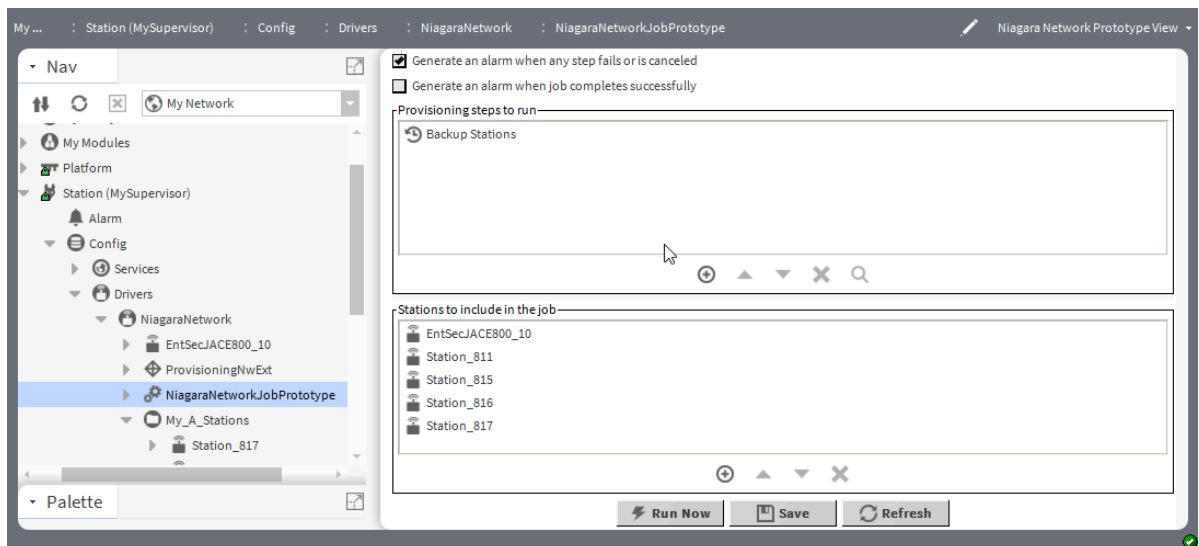 My ... : Station (MySupervisor) : Config : Drivers : NiagaraNetwork : NiagaraNetworkJobPrototype Niagara Network Prototype View
Nav
My Network
My Modules
Platform
Station (MySupervisor)
Alarm
Config
Services
Drivers
NiagaraNetwork
EntSecJACE800_10
ProvisioningNwExt
NiagaraNetworkJobPrototype
My_A_Stations
Station_817
Palette
Generate an alarm when any step fails or is canceled
Generate an alarm when job completes successfully
Provisioning steps to run
Backup Stations
Stations to include in the job
EntSecJACE800_10
Station_811
Station_815
Station_816
Station_817
Run Now Save Refresh